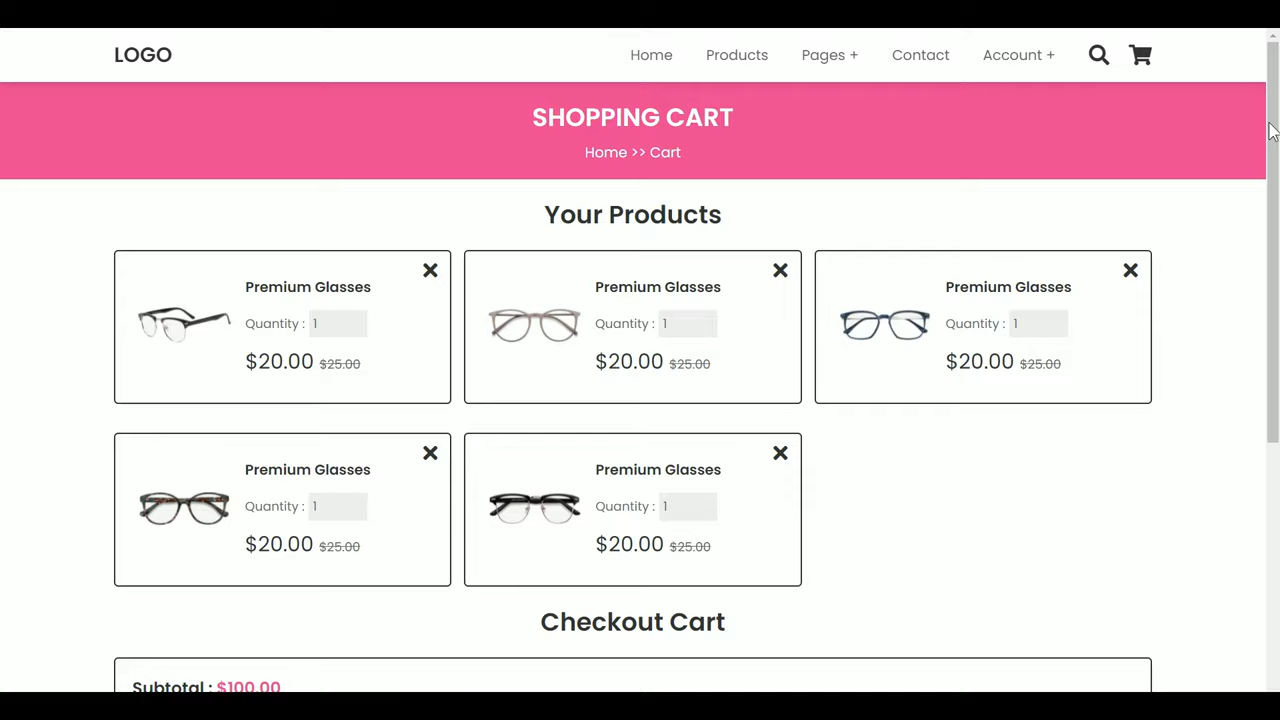 LOGO
Home Products Pages + Contact Account +
SHOPPING CART
Home >> Cart
Your Products
Premium Glasses
Quantity : 1
$20.00 $25.00
Premium Glasses
Quantity : 1
$20.00 $25.00
Premium Glasses
Quantity : 1
$20.00 $25.00
Premium Glasses
Quantity : 1
$20.00 $25.00
Premium Glasses
Quantity : 1
$20.00 $25.00
Checkout Cart
Subtotal : $100.00